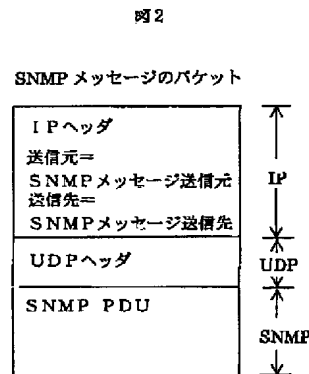 図2
SNMP メッセージのパケット
IPヘッダ
送信元=
SNMPメッセージ送信元
送信先=
SNMPメッセージ送信先
IP
UDPヘッダ
UDP
SNMP PDU
SNMP